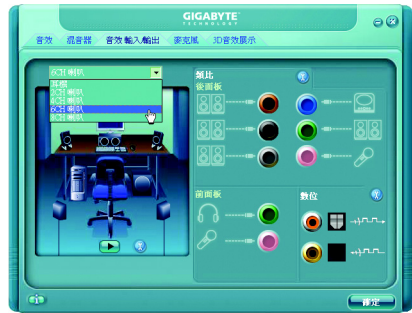 GIGABYTE
TECHNOLOGY
音效 混音器 音效輸入/輸出 麥克風 3D音效展示
6CH 喇叭
耳機
2CH 喇叭
4CH 喇叭
6CH 喇叭
8CH 喇叭
類比
後面板
前面板
數位
確定